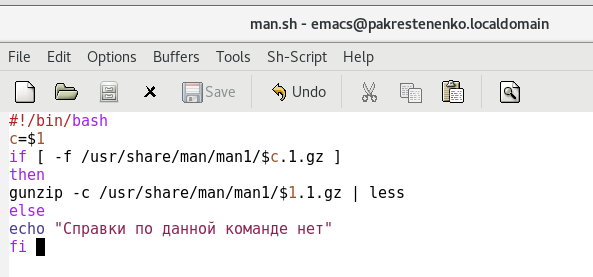 man.sh - emacs@pakrestenenko.localdomain
File Edit Options Buffers Tools Sh-Script Help
Save Undo
#!/bin/bash
c=$1
if [ -f /usr/share/man/man1/$c.1.gz ]
then
gunzip -c /usr/share/man/man1/$1.1.gz | less
else
echo "Справки по данной команде нет"
fi